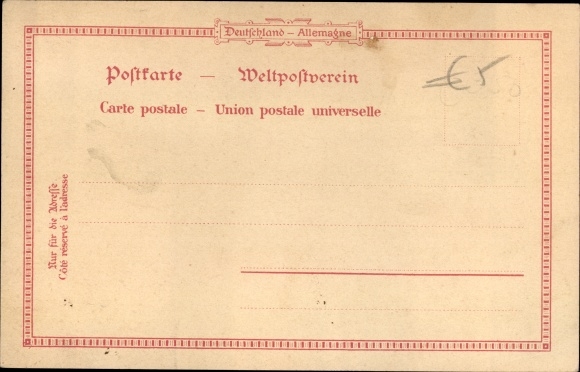 Deutschland – Allemagne
Postkarte — Weltpostverein
Carte postale – Union postale universelle
€ 5
Nur für die Adresse
Côté réservé à l'adresse